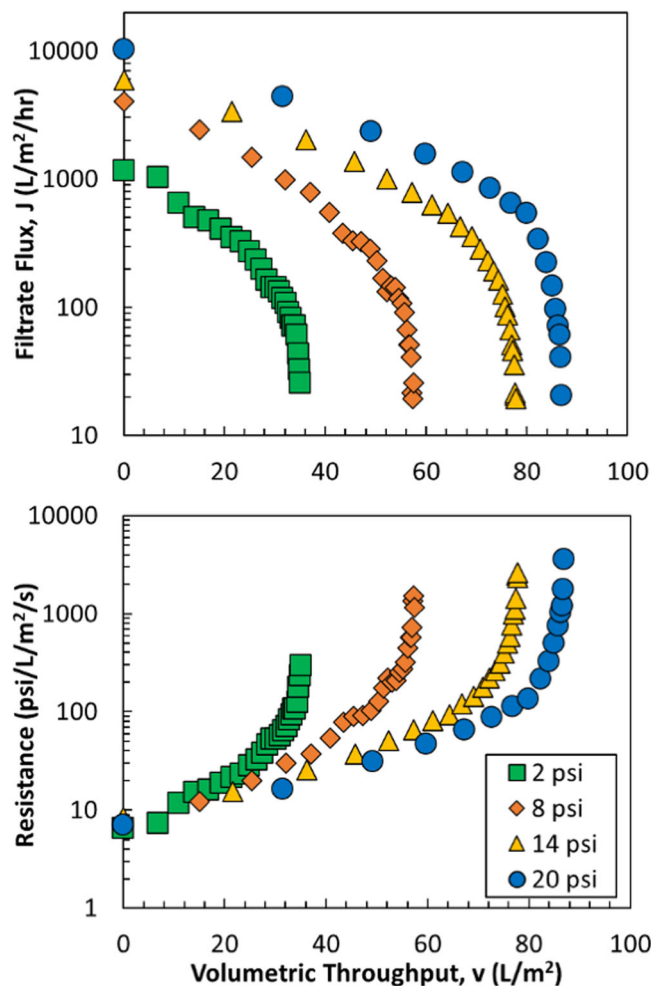 Filtrate Flux, J (L/m²/hr)
10000
1000
100
10
0 20 40 60 80 100
Resistance (psi/L/m²/s)
10000
1000
100
10
1
2 psi
8 psi
14 psi
20 psi
0 20 40 60 80 100
Volumetric Throughput, v (L/m²)